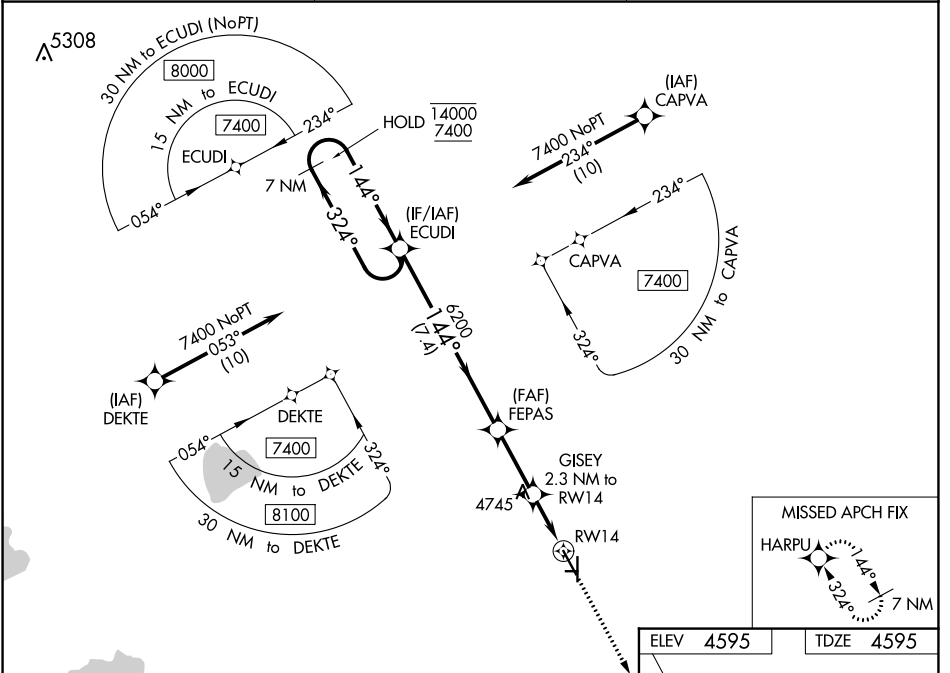 5308
30 NM to ECUDI (NoPT)
8000
15 NM to ECUDI
7400
234°
ECUDI
054°
HOLD 14000
7400
7 NM
144°
324°
(IF/IAF)
ECUDI
(IAF)
CAPVA
7400 NoPT
234°
(10)
234°
CAPVA
7400
324°
30 NM to CAPVA
6200
144°
(7.4)
7400 NoPT
053°
(10)
(IAF)
DEKTE
DEKTE
054°
7400
324°
15 NM to DEKTE
8100
30 NM to DEKTE
(FAF)
FEPAS
GISEY
2.3 NM to
RW14
4745
RW14
MISSED APCH FIX
HARPU
144°
324°
7 NM
ELEV 4595
TDZE 4595